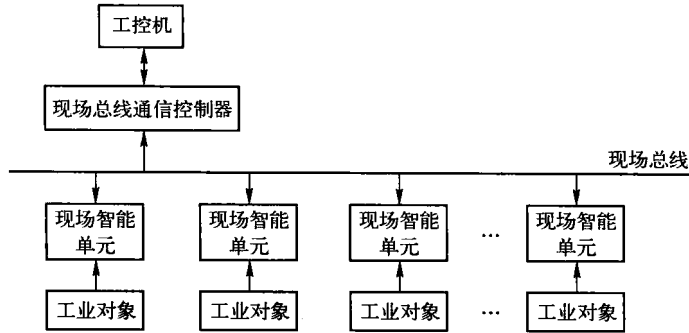 工控机
现场总线通信控制器
现场总线
现场智能
单元
现场智能
单元
现场智能
单元
…
现场智能
单元
工业对象
工业对象
工业对象
…
工业对象